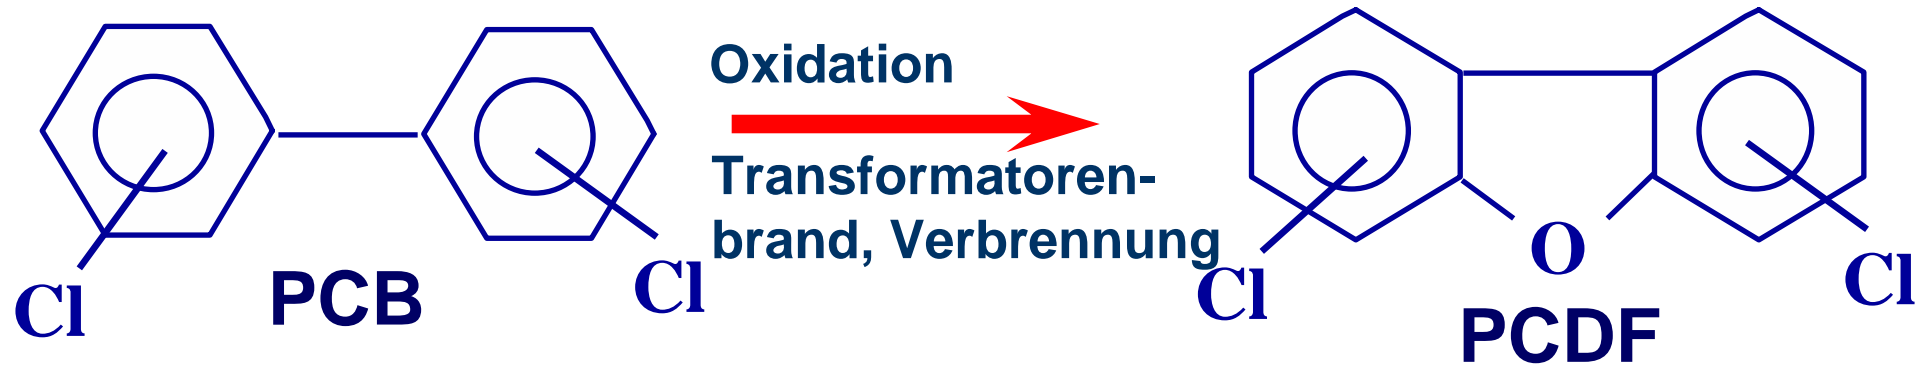 Oxidation
Transformatoren-
brand, Verbrennung
Cl
PCB
Cl
Cl
O
Cl
PCDF